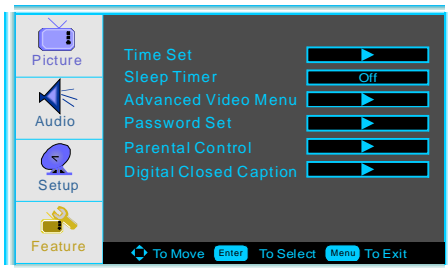 Picture
Audio
Setup
Feature
Time Set
Sleep Timer Off
Advanced Video Menu
Password Set
Parental Control
Digital Closed Caption
To Move Enter To Select Menu To Exit